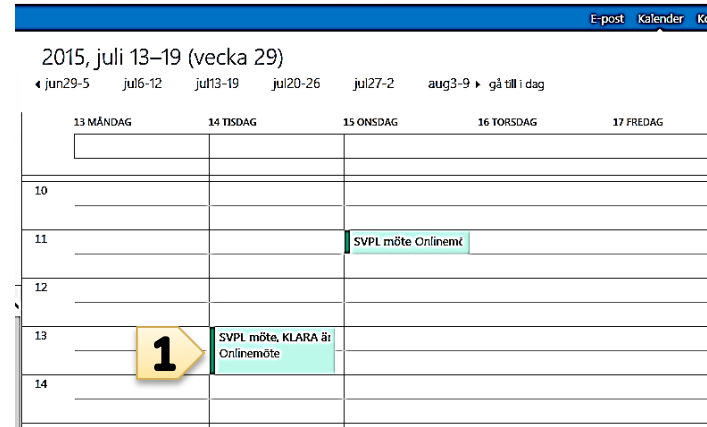 E-post Kalender
2015, juli 13–19 (vecka 29)
jun29-5 jul6-12 jul13-19 jul20-26 jul27-2 aug3-9 gå till i dag
13 MÅNDAG 14 TISDAG 15 ONSDAG 16 TORSDAG 17 FREDAG
10
11 SVPL möte
12
13 SVPL möte, KLARA
1 Onlinemöte
14